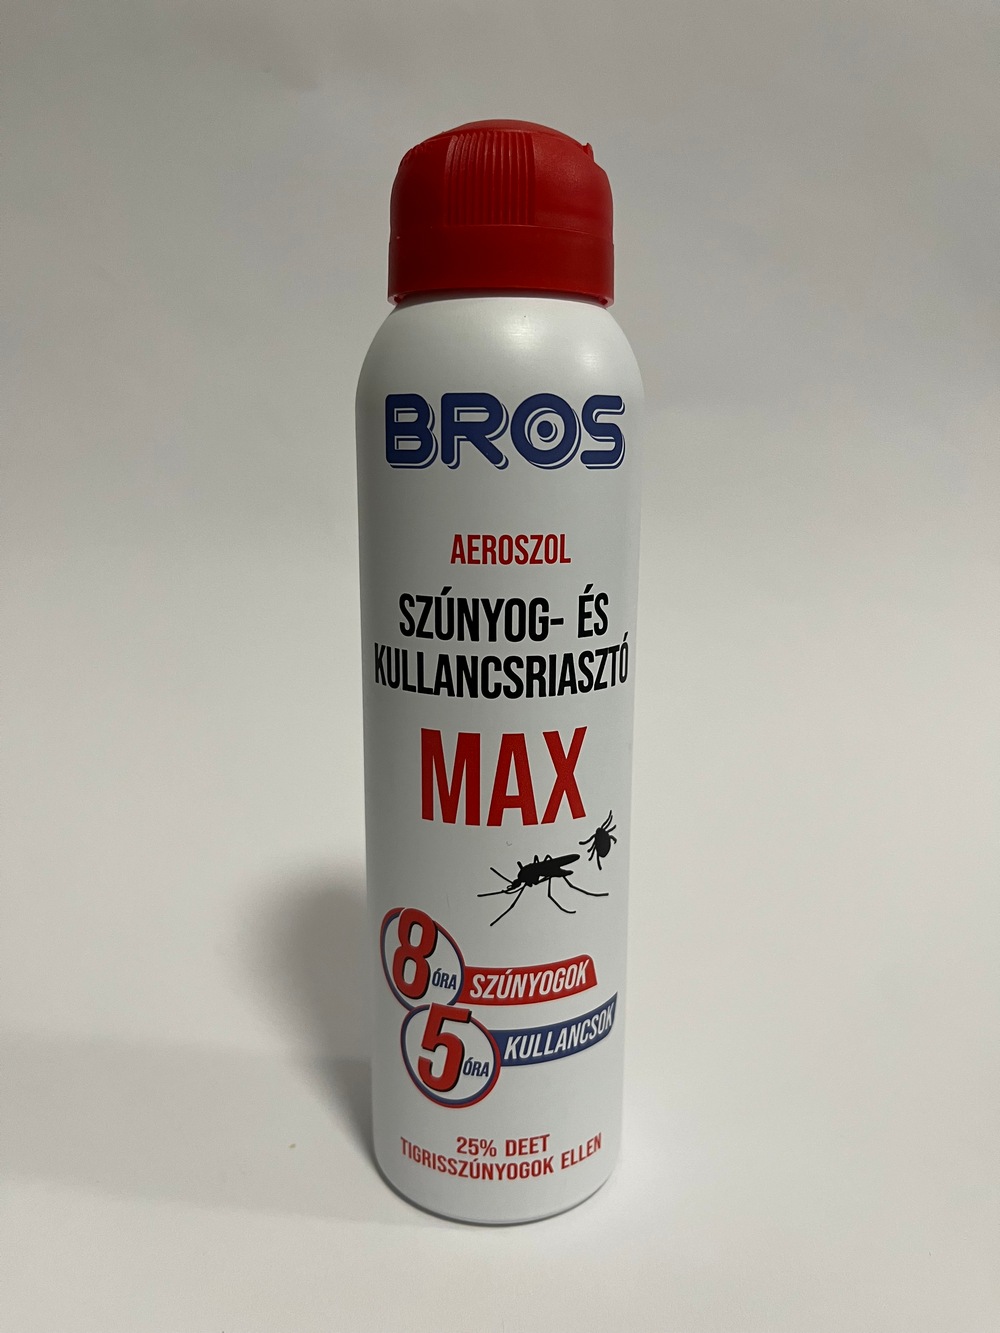 BROS
AEROSZOL
SZÚNYOG- ÉS
KULLANCSRIASZTÓ
MAX
8 ÓRA SZÚNYOGOK
5 ÓRA KULLANCSOK
25% DEET
TIGRISSZÚNYOGOK ELLEN